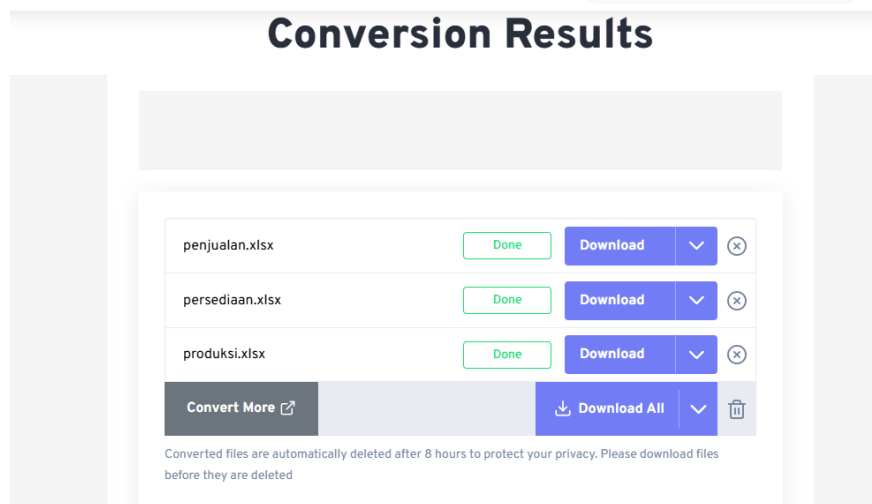 Conversion Results
penjualan.xlsx Done Download
persediaan.xlsx Done Download
produksi.xlsx Done Download
Convert More Download All
Converted files are automatically deleted after 8 hours to protect your privacy. Please download files
before they are deleted